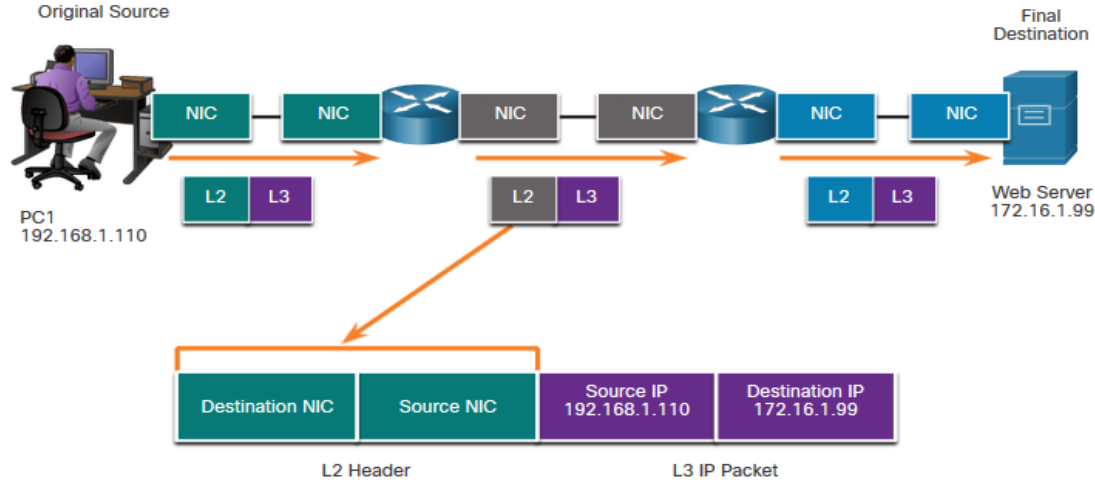 Original Source
Final
Destination
NIC
NIC
NIC
NIC
NIC
NIC
L2
L3
L2
L3
L2
L3
PC1
192.168.1.110
Web Server
172.16.1.99
Destination NIC
Source NIC
Source IP
192.168.1.110
Destination IP
172.16.1.99
L2 Header
L3 IP Packet